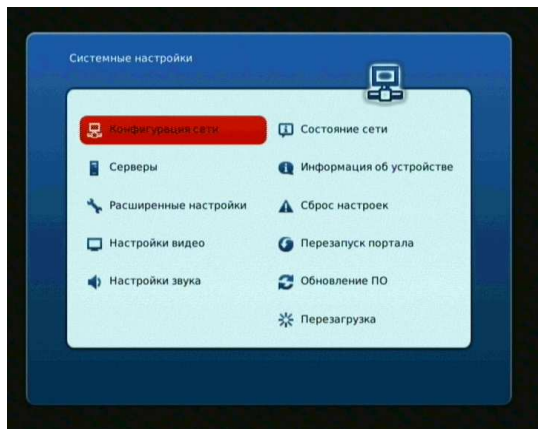 Системные настройки
Конфигурация сети
Серверы
Расширенные настройки
Настройки видео
Настройки звука
Состояние сети
Информация об устройстве
Сброс настроек
Перезапуск портала
Обновление ПО
Перезагрузка